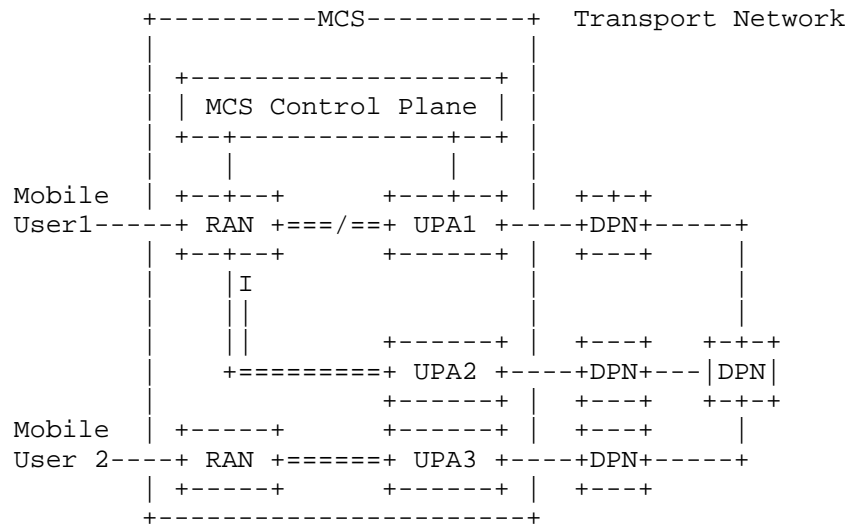 MCS Transport Network
MCS Control Plane
Mobile
User1 RAN / UPA1 DPN
I
UPA2 DPN DPN
Mobile
User 2 RAN UPA3 DPN